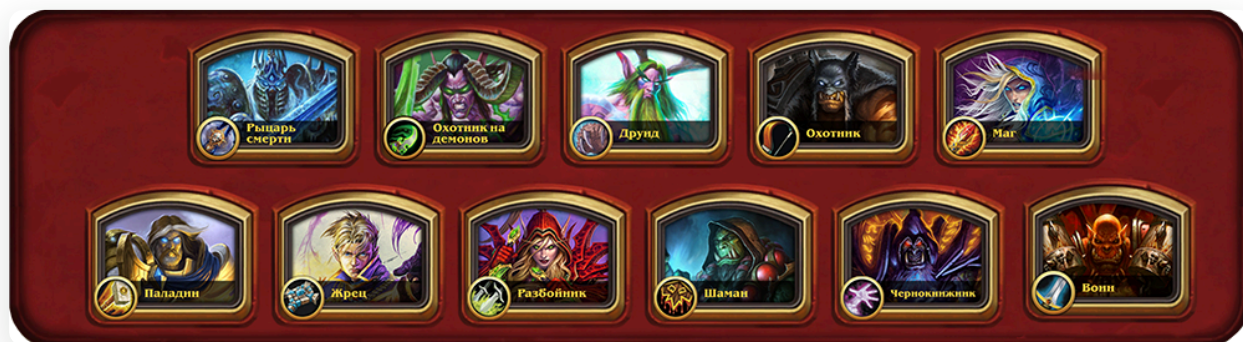 Рыцарь
смерти
Охотник на
демонов
Друид
Охотник
Маг
Паладин
Жрец
Разбойник
Шаман
Чернокнижник
Воин